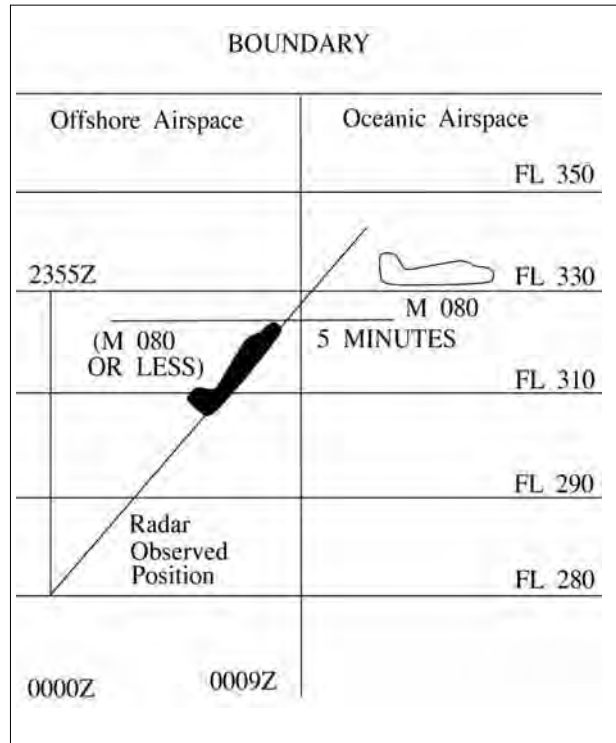 BOUNDARY
Offshore Airspace
Oceanic Airspace
FL 350
2355Z
FL 330
M 080
(M 080
OR LESS)
5 MINUTES
FL 310
FL 290
Radar
Observed
Position
FL 280
0000Z
0009Z